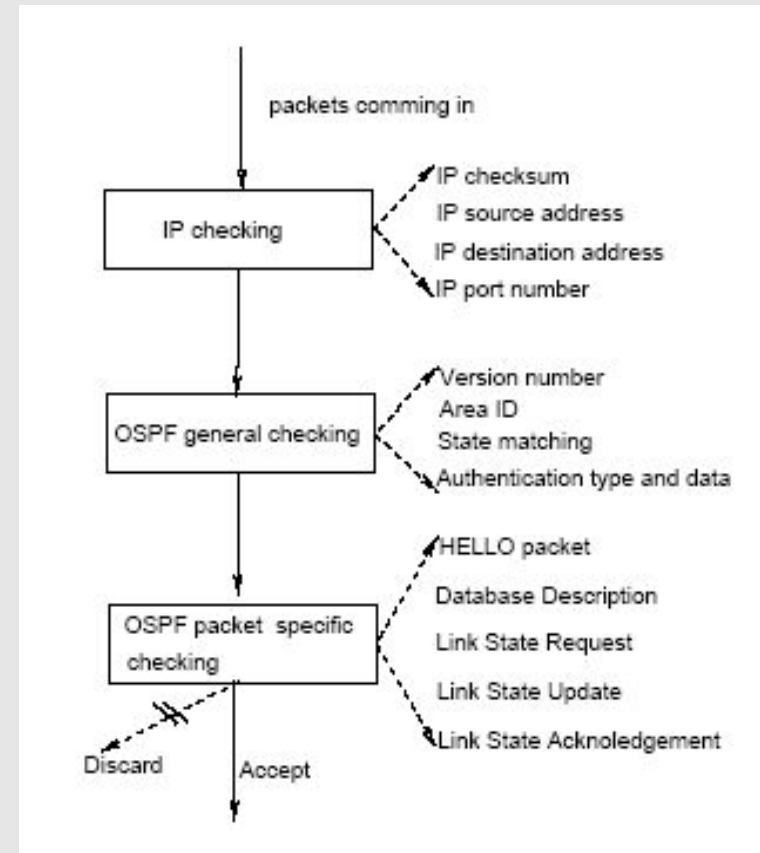 packets comming in
IP checking
IP checksum
IP source address
IP destination address
IP port number
OSPF general checking
Version number
Area ID
State matching
Authentication type and data
OSPF packet specific
checking
HELLO packet
Database Description
Link State Request
Link State Update
Link State Acknoledgement
Discard
Accept